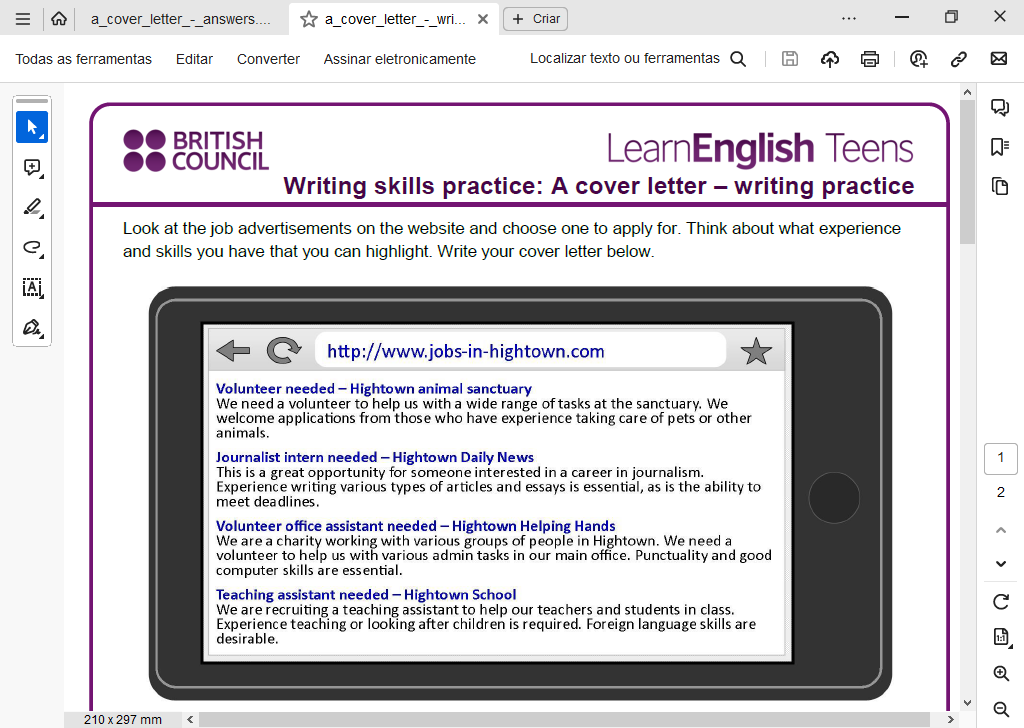 a_cover_letter_-_answers....
a_cover_letter_-_wri...
Criar
Todas as ferramentas
Editar
Converter
Assinar eletronicamente
Localizar texto ou ferramentas
BRITISH
COUNCIL
LearnEnglish Teens
Writing skills practice: A cover letter – writing practice
Look at the job advertisements on the website and choose one to apply for. Think about what experience
and skills you have that you can highlight. Write your cover letter below.
http://www.jobs-in-hightown.com
Volunteer needed – Hightown animal sanctuary
We need a volunteer to help us with a wide range of tasks at the sanctuary. We
welcome applications from those who have experience taking care of pets or other
animals.
Journalist intern needed – Hightown Daily News
This is a great opportunity for someone interested in a career in journalism.
Experience writing various types of articles and essays is essential, as is the ability to
meet deadlines.
Volunteer office assistant needed – Hightown Helping Hands
We are a charity working with various groups of people in Hightown. We need a
volunteer to help us with various admin tasks in our main office. Punctuality and good
computer skills are essential.
Teaching assistant needed – Hightown School
We are recruiting a teaching assistant to help our teachers and students in class.
Experience teaching or looking after children is required. Foreign language skills are
desirable.
1
2
1:1
210 x 297 mm